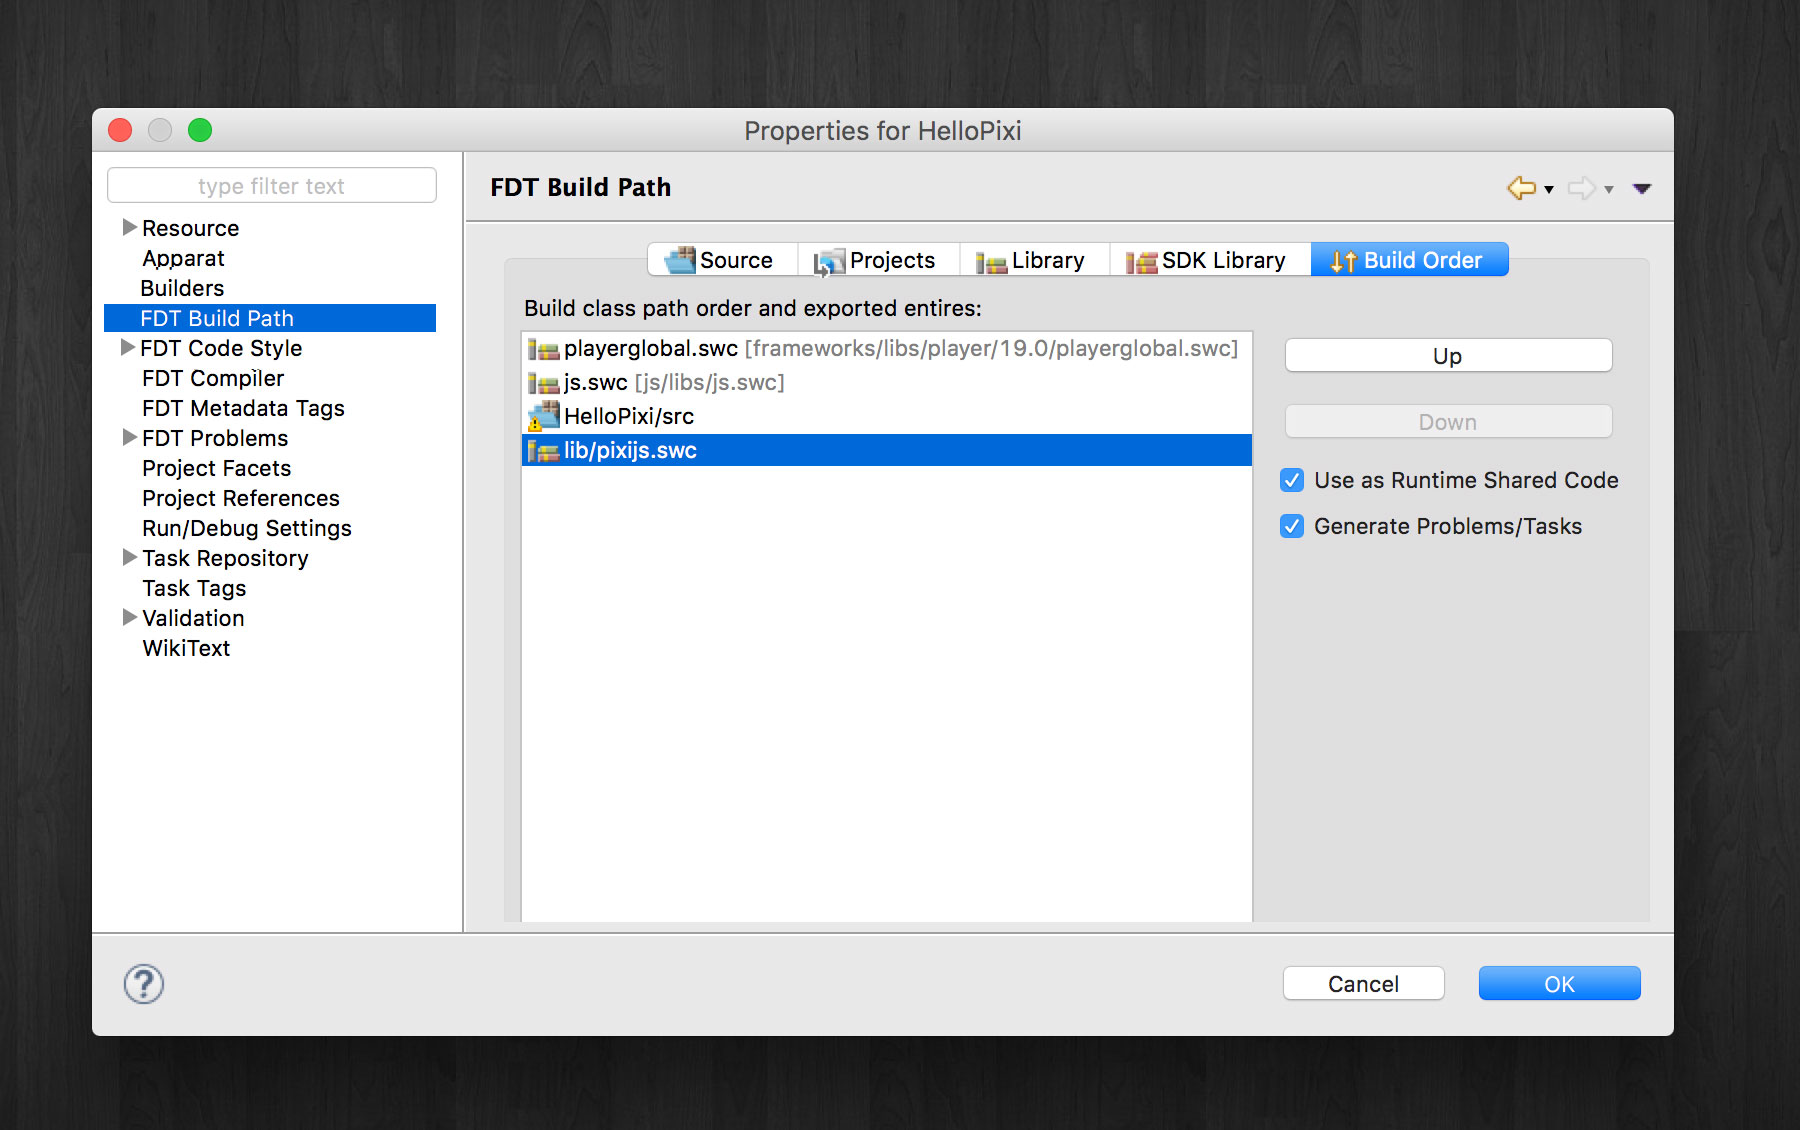 Properties for HelloPixi
type filter text
Resource
Apparat
Builders
FDT Build Path
FDT Code Style
FDT Compiler
FDT Metadata Tags
FDT Problems
Project Facets
Project References
Run/Debug Settings
Task Repository
Task Tags
Validation
WikiText
FDT Build Path
Source Projects Library SDK Library Build Order
Build class path order and exported entires:
playerglobal.swc [frameworks/libs/player/19.0/playerglobal.swc]
js.swc [js/libs/js.swc]
HelloPixi/src
lib/pixijs.swc
Up
Down
Use as Runtime Shared Code
Generate Problems/Tasks
?
Cancel OK